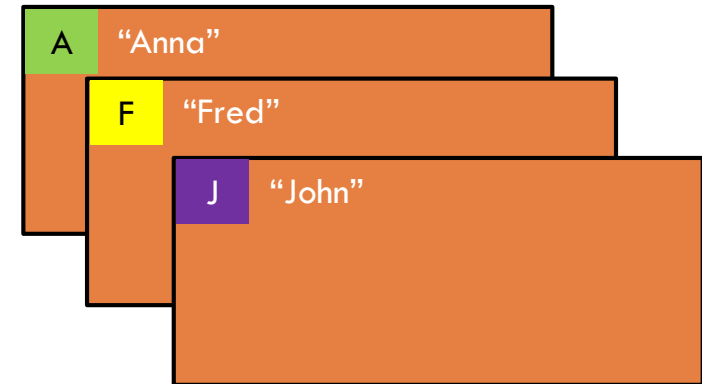 A “Anna”
F “Fred”
J “John”